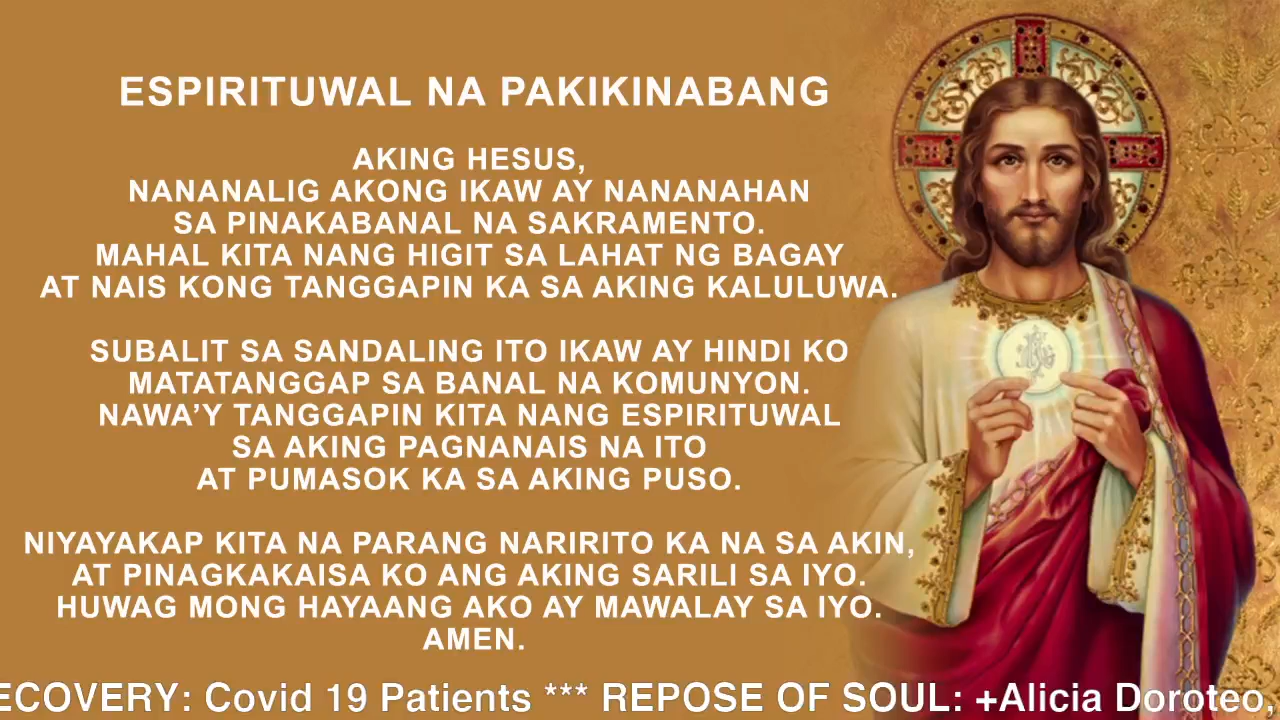 ESPIRITUWAL NA PAKIKINABANG
AKING HESUS,
NANANALIG AKONG IKAW AY NANANAHAN
SA PINAKABANAL NA SAKRAMENTO.
MAHAL KITA NANG HIGIT SA LAHAT NG BAGAY
AT NAIS KONG TANGGAPIN KA SA AKING KALULUWA.
SUBALIT SA SANDALING ITO IKAW AY HINDI KO
MATATANGGAP SA BANAL NA KOMUNYON.
NAWA’Y TANGGAPIN KITA NANG ESPIRITUWAL
SA AKING PAGNANAIS NA ITO
AT PUMASOK KA SA AKING PUSO.
NIYAYAKAP KITA NA PARANG NARIRITO KA NA SA AKIN,
AT PINAGKAKAISA KO ANG AKING SARILI SA IYO.
HUWAG MONG HAYAANG AKO AY MAWALAY SA IYO.
AMEN.
ECOVERY: Covid 19 Patients *** REPOSE OF SOUL: +Alicia Doroteo,